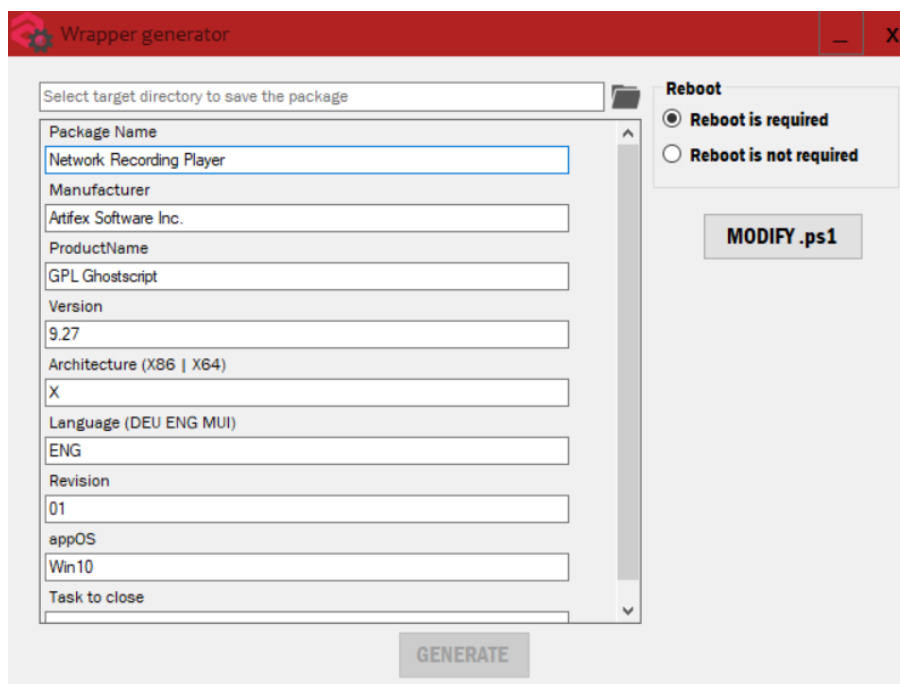 Wrapper generator
_ X
Select target directory to save the package
Package Name
Network Recording Player
Manufacturer
Artifex Software Inc.
ProductName
GPL Ghostscript
Version
9.27
Architecture (X86 | X64)
X
Language (DEU ENG MUI)
ENG
Revision
01
appOS
Win10
Task to close
Reboot
Reboot is required
Reboot is not required
MODIFY .ps1
GENERATE